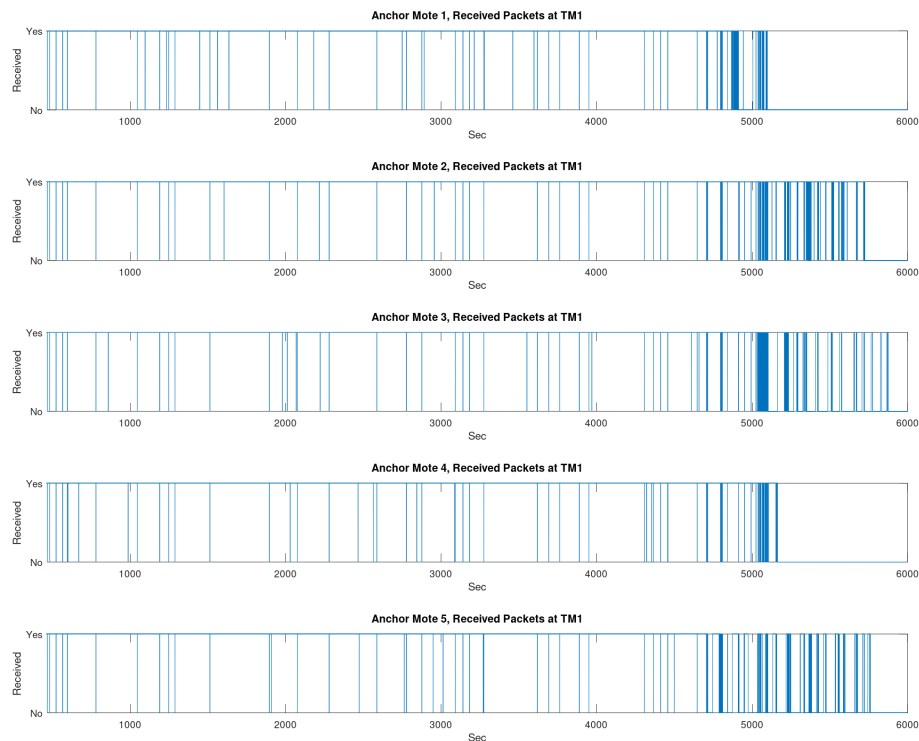 Anchor Mote 1, Received Packets at TM1
Yes
Received
No
1000 2000 3000 4000 5000 6000
Sec
Anchor Mote 2, Received Packets at TM1
Yes
Received
No
1000 2000 3000 4000 5000 6000
Sec
Anchor Mote 3, Received Packets at TM1
Yes
Received
No
1000 2000 3000 4000 5000 6000
Sec
Anchor Mote 4, Received Packets at TM1
Yes
Received
No
1000 2000 3000 4000 5000 6000
Sec
Anchor Mote 5, Received Packets at TM1
Yes
Received
No
1000 2000 3000 4000 5000 6000
Sec